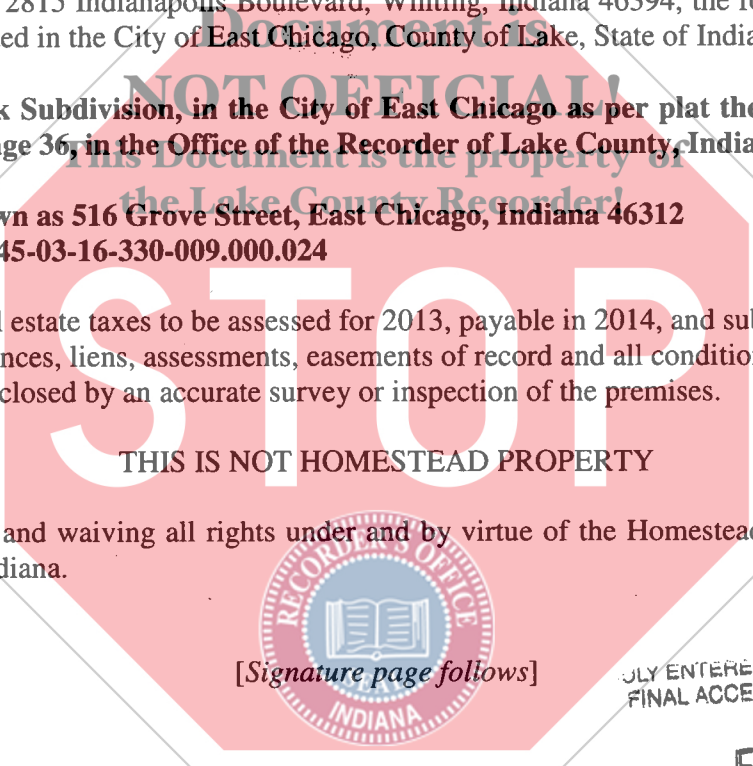 2815 Indianapolis Boulevard, Whiting, Indiana 46394, the
Document is
ed in the City of East Chicago, County of Lake, State of India
NOT OFFICIAL!
k Subdivision, in the City of East Chicago as per plat the
ge 36, in the Office of the Recorder of Lake County, India
This Document is the property of
the Lake County Recorder!
wn as 516 Grove Street, East Chicago, Indiana 46312
45-03-16-330-009.000.024
STOP
l estate taxes to be assessed for 2013, payable in 2014, and su
nces, liens, assessments, easements of record and all condition
closed by an accurate survey or inspection of the premises.
THIS IS NOT HOMESTEAD PROPERTY
and waiving all rights under and by virtue of the Homestead
diana.
RECORDER'S OFFICE
SEAL
INDIANA
[Signature page follows]
ULY ENTERE
FINAL ACCE